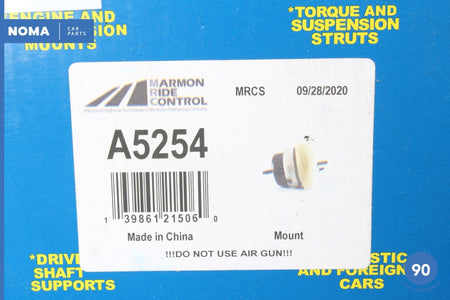 ENGINE AND
NOMA CAR PARTS
MOUNTS
*TORQUE AND
SUSPENSION
STRUTS
MARMON
RIDE
CONTROL
MRCS 09/28/2020
A5254
1 39861 21506 0
Made in China Mount
!!!DO NOT USE AIR GUN!!!
*DRIVE
SHAFT
SUPPORTS
AND FOREIGN
CARS
90